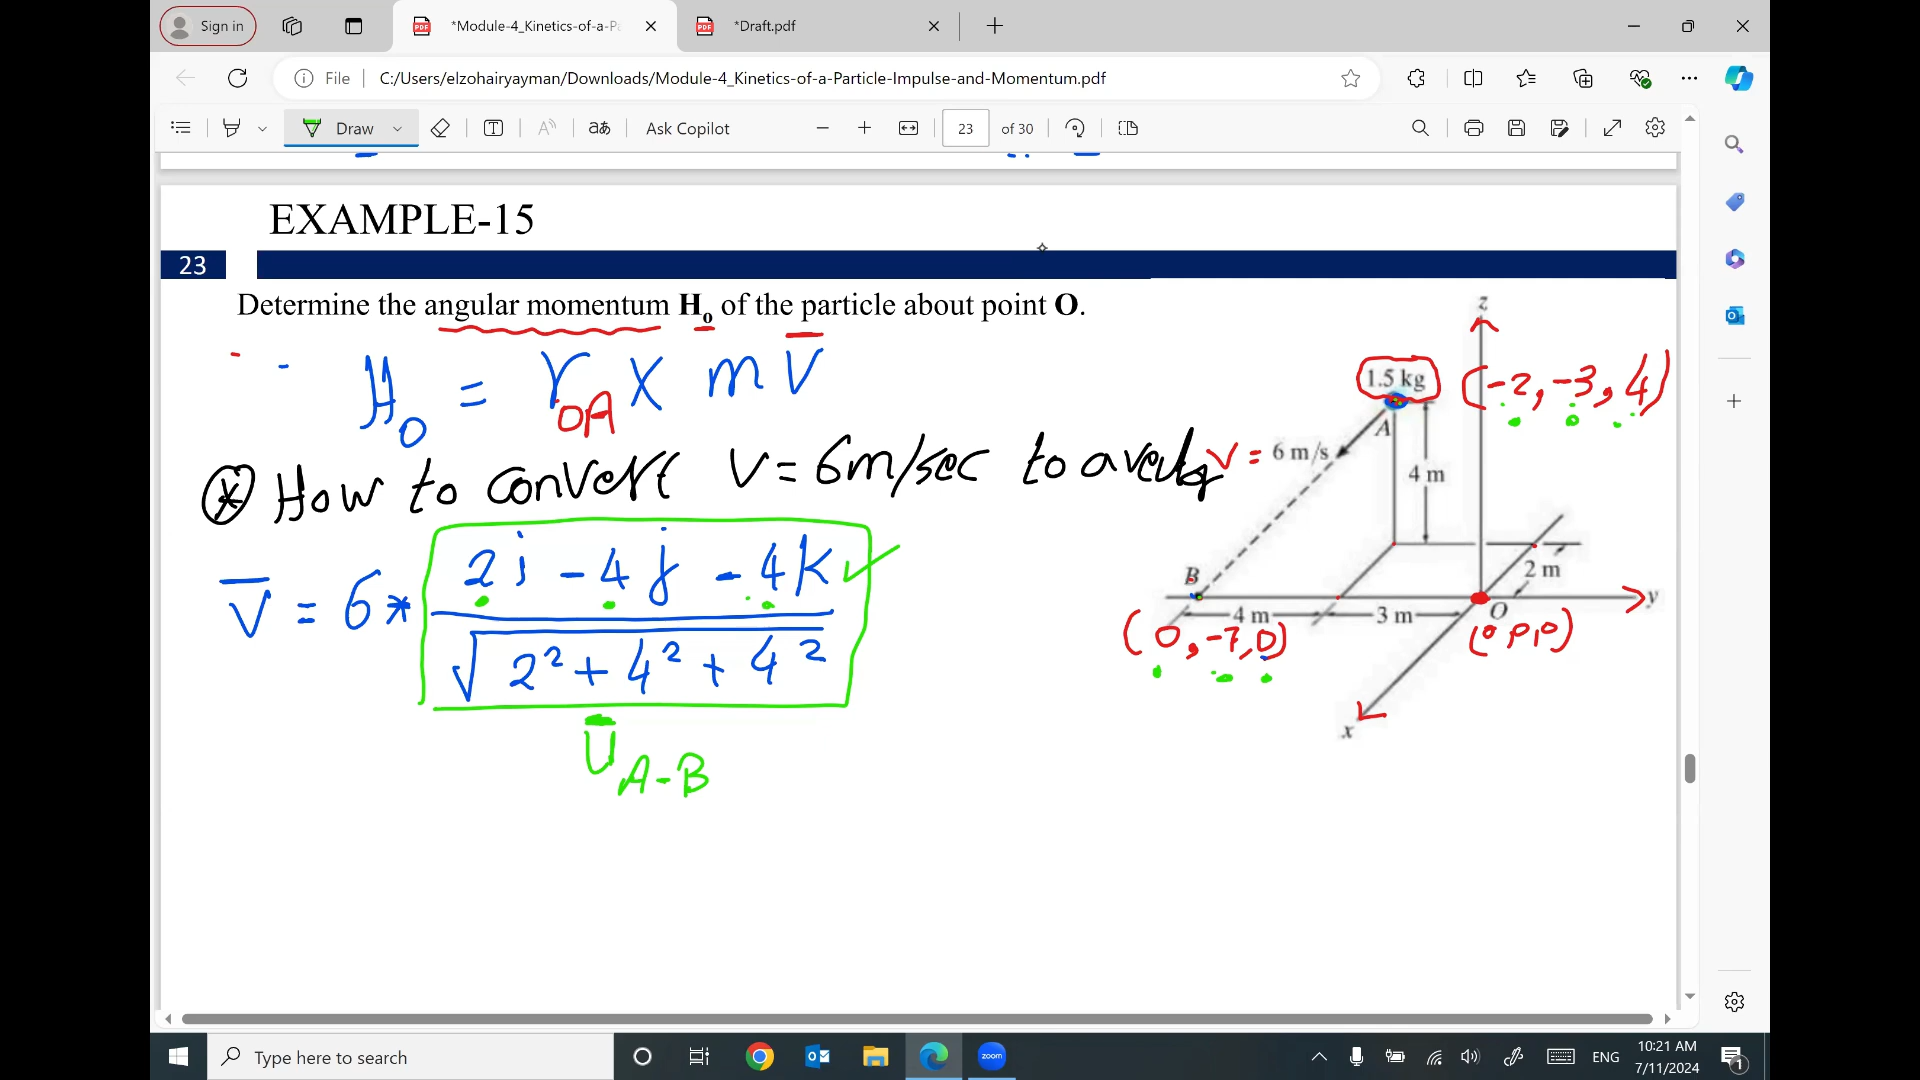 Sign in
*Module-4_Kinetics-of-a-Pa
*Draft.pdf
File
C:/Users/elzohairyayman/Downloads/Module-4_Kinetics-of-a-Particle-Impulse-and-Momentum.pdf
Draw
Ask Copilot
23 of 30
EXAMPLE-15
23
Determine the angular momentum Ho of the particle about point O.
H_O = r_OA X m V
z
1.5 kg
(-2, -3, 4)
A
How to convert V = 6m/sec to a
V = 6 m/s
4 m
V = 6 * (2i - 4j - 4k) / √(2² + 4² + 4²)
B
2 m
y
4 m
3 m
O
(0, -7, 0)
(0,0,0)
x
U_A-B
Type here to search
zoom
ENG
10:21 AM
7/11/2024
1